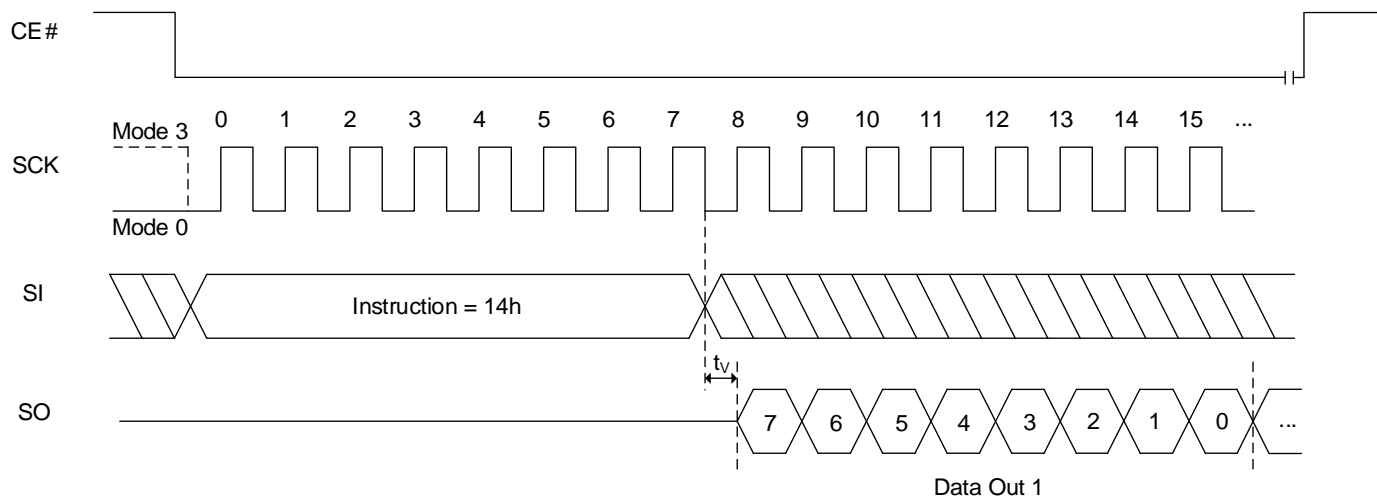 CE#
0 1 2 3 4 5 6 7 8 9 10 11 12 13 14 15 ...
Mode 3
SCK
Mode 0
SI
Instruction = 14h
tV
SO
7 6 5 4 3 2 1 0 ...
Data Out 1